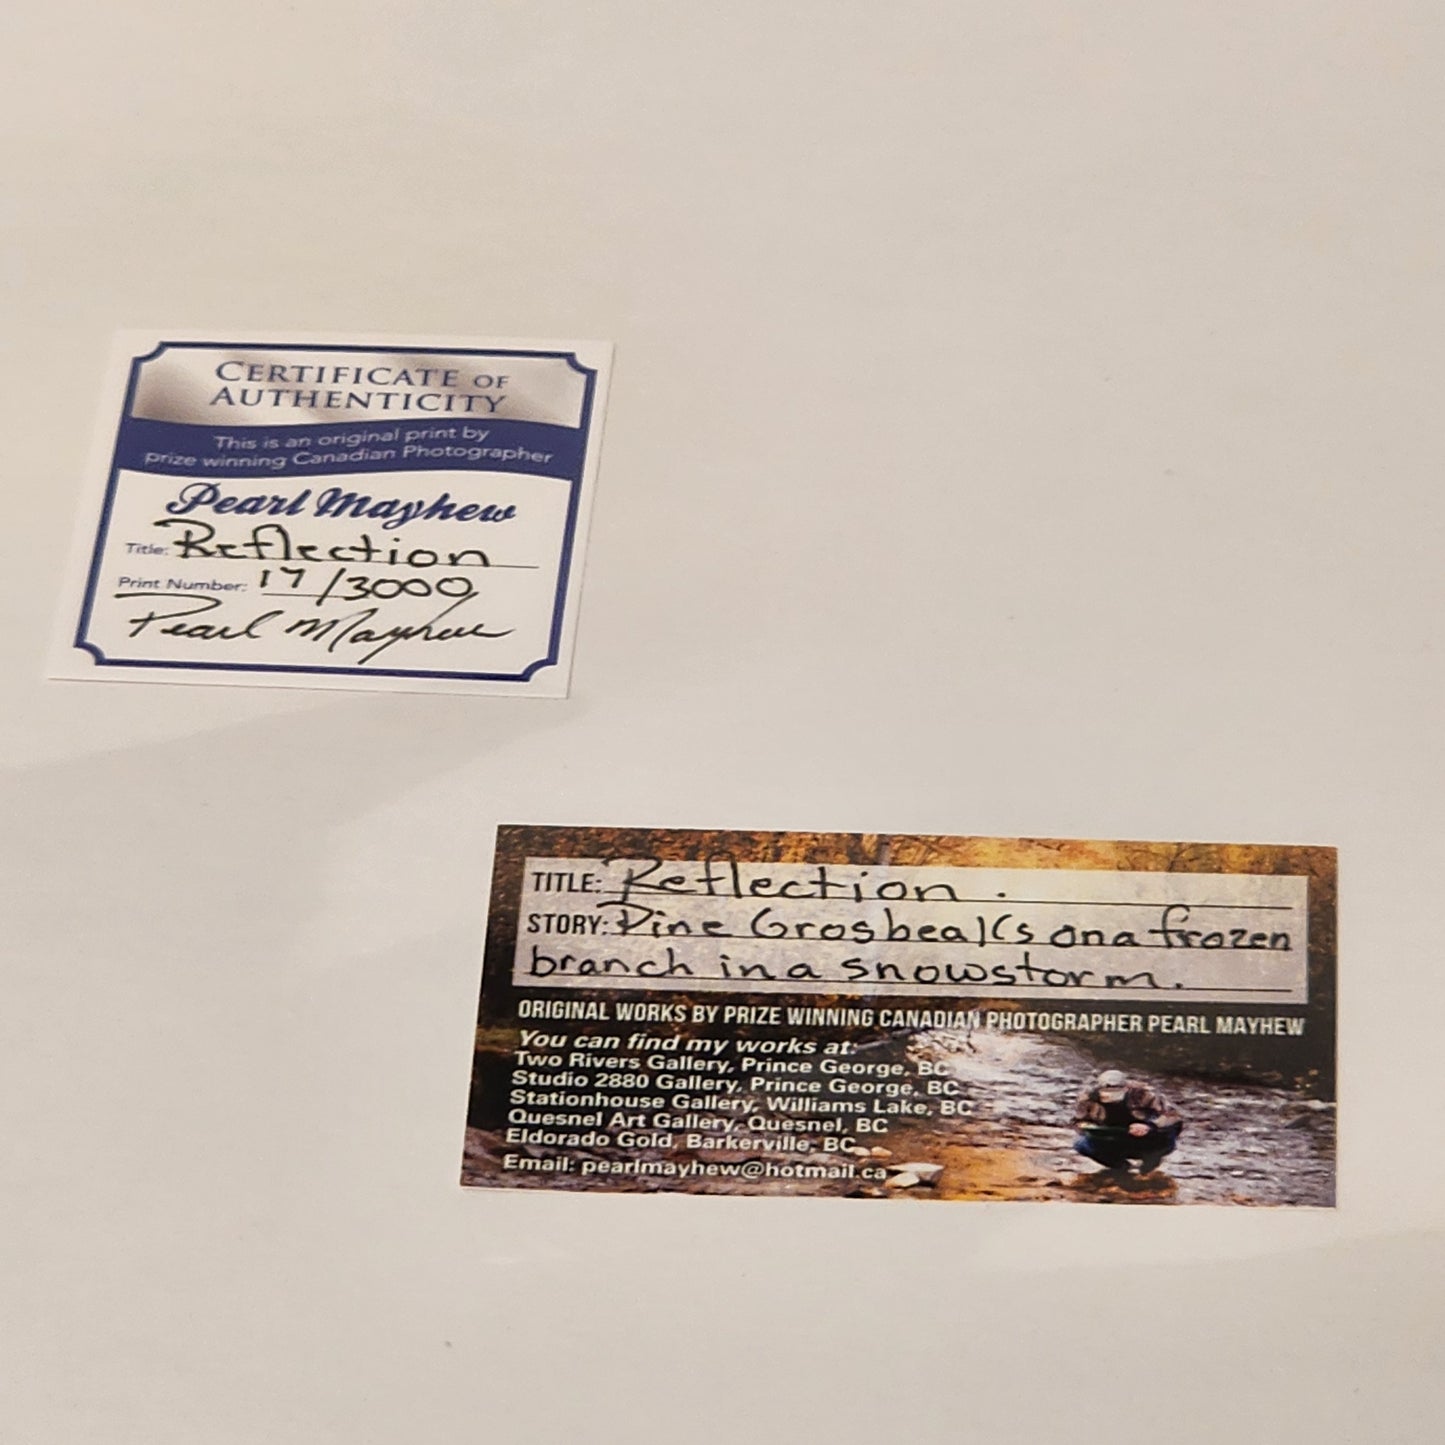 CERTIFICATE OF
AUTHENTICITY
This is an original print by
prize winning Canadian Photographer
Pearl Mayhew
Title: Reflection
Print Number: 17/3000
Pearl Mayhew
TITLE: Reflection.
STORY: Pine Grosbeaks on a frozen
branch in a snowstorm.
ORIGINAL WORKS BY PRIZE WINNING CANADIAN PHOTOGRAPHER PEARL MAYHEW
You can find my works at:
Two Rivers Gallery, Prince George, BC
Studio 2880 Gallery, Prince George, BC
Stationhouse Gallery, Williams Lake, BC
Quesnel Art Gallery, Quesnel, BC
Eldorado Gold, Barkerville, BC
Email: pearlmayhew@hotmail.ca